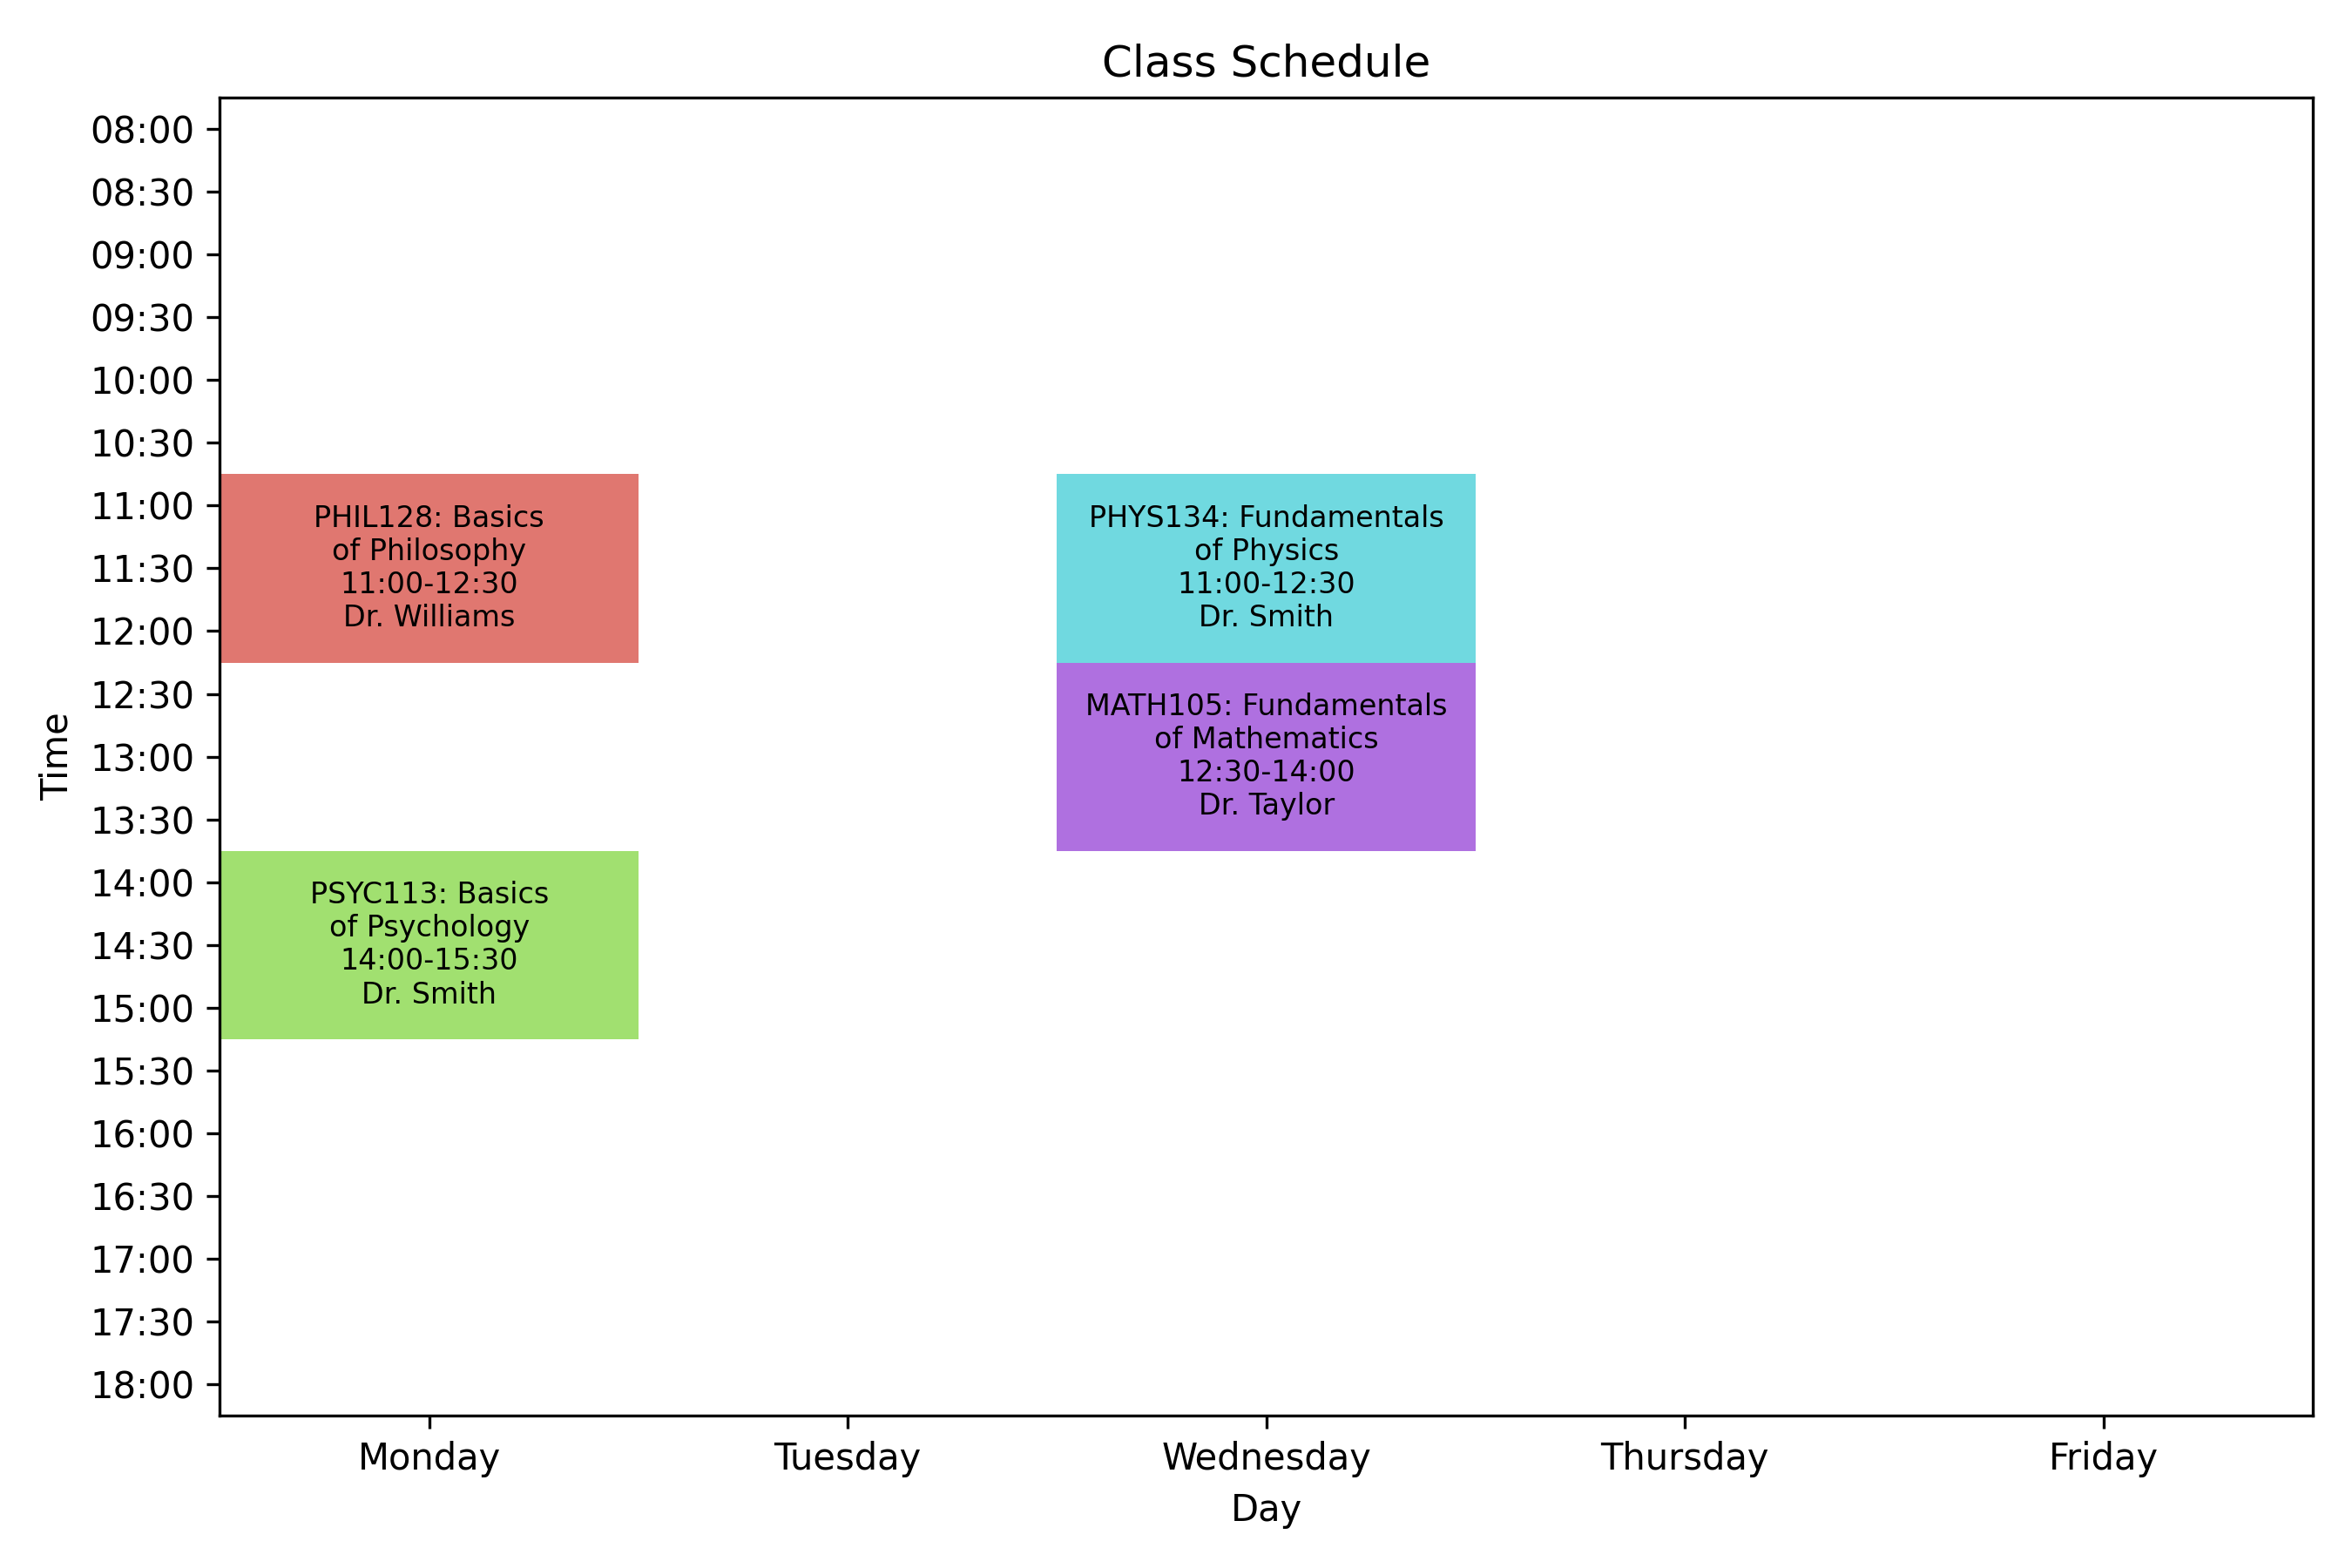 Class Schedule
Time
08:00
08:30
09:00
09:30
10:00
10:30
11:00
11:30
12:00
12:30
13:00
13:30
14:00
14:30
15:00
15:30
16:00
16:30
17:00
17:30
18:00
PHIL128: Basics
of Philosophy
11:00-12:30
Dr. Williams
PSYC113: Basics
of Psychology
14:00-15:30
Dr. Smith
PHYS134: Fundamentals
of Physics
11:00-12:30
Dr. Smith
MATH105: Fundamentals
of Mathematics
12:30-14:00
Dr. Taylor
Monday
Tuesday
Wednesday
Thursday
Friday
Day